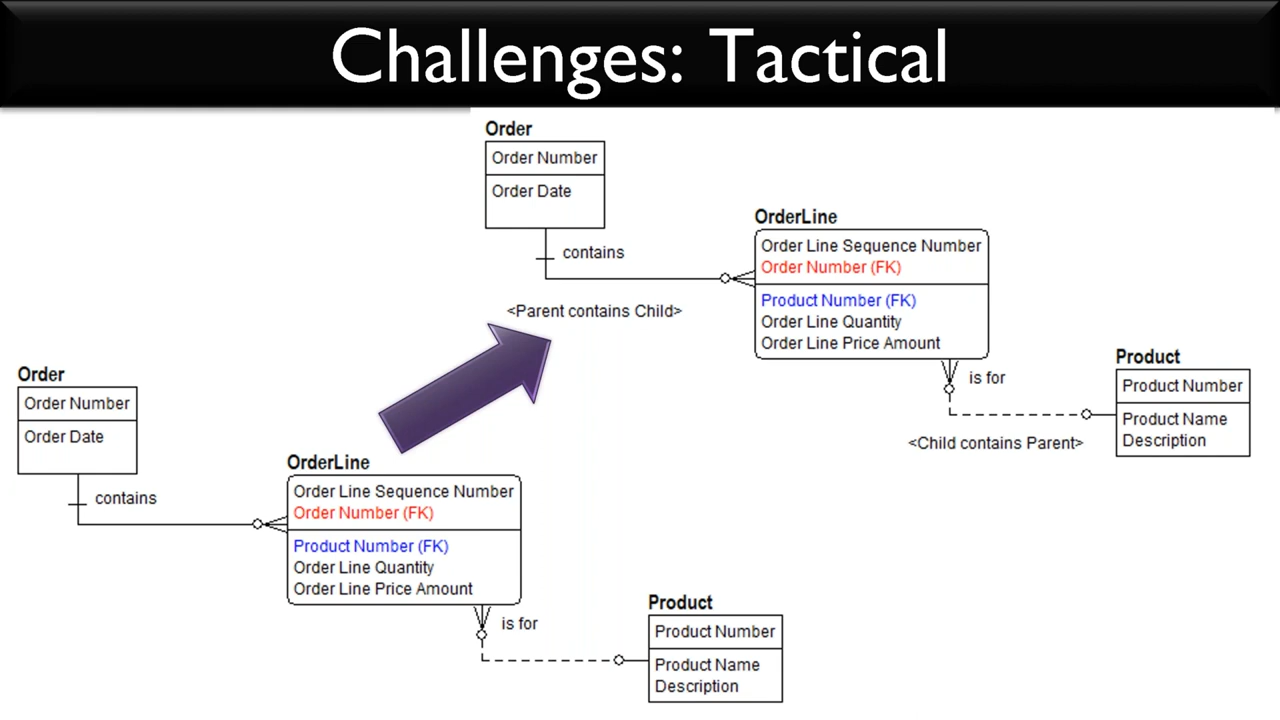 Challenges: Tactical
Order
Order Number
Order Date
contains
OrderLine
Order Line Sequence Number
Order Number (FK)
Product Number (FK)
Order Line Quantity
Order Line Price Amount
<Parent contains Child>
is for
Product
Product Number
Product Name
Description
<Child contains Parent>
Order
Order Number
Order Date
contains
OrderLine
Order Line Sequence Number
Order Number (FK)
Product Number (FK)
Order Line Quantity
Order Line Price Amount
is for
Product
Product Number
Product Name
Description